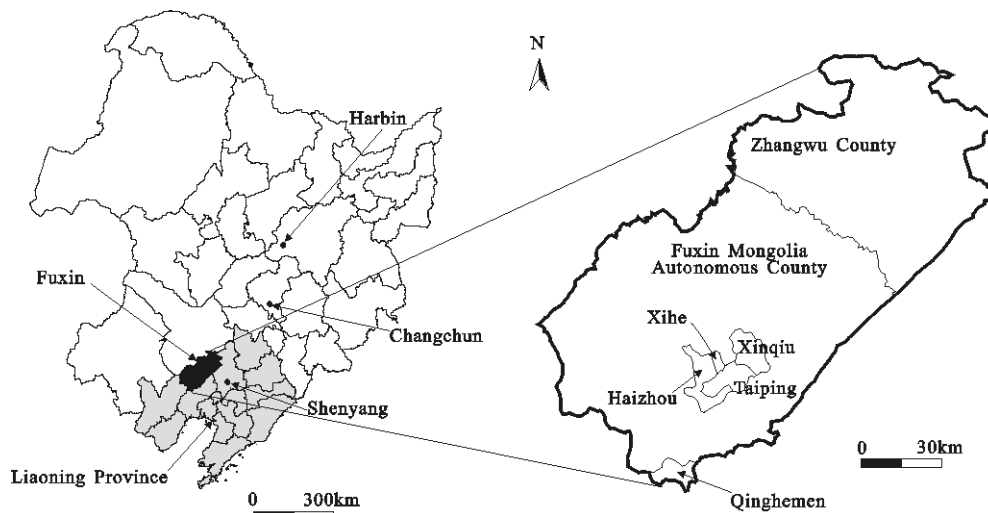 N
Harbin
Zhangwu County
Fuxin Mongolia
Autonomous County
Fuxin
Xihe
Changchun
Xinqiu
Haizhou
Taiping
Shenyang
Liaoning Province
0 30km
0 300km
Qinghemen